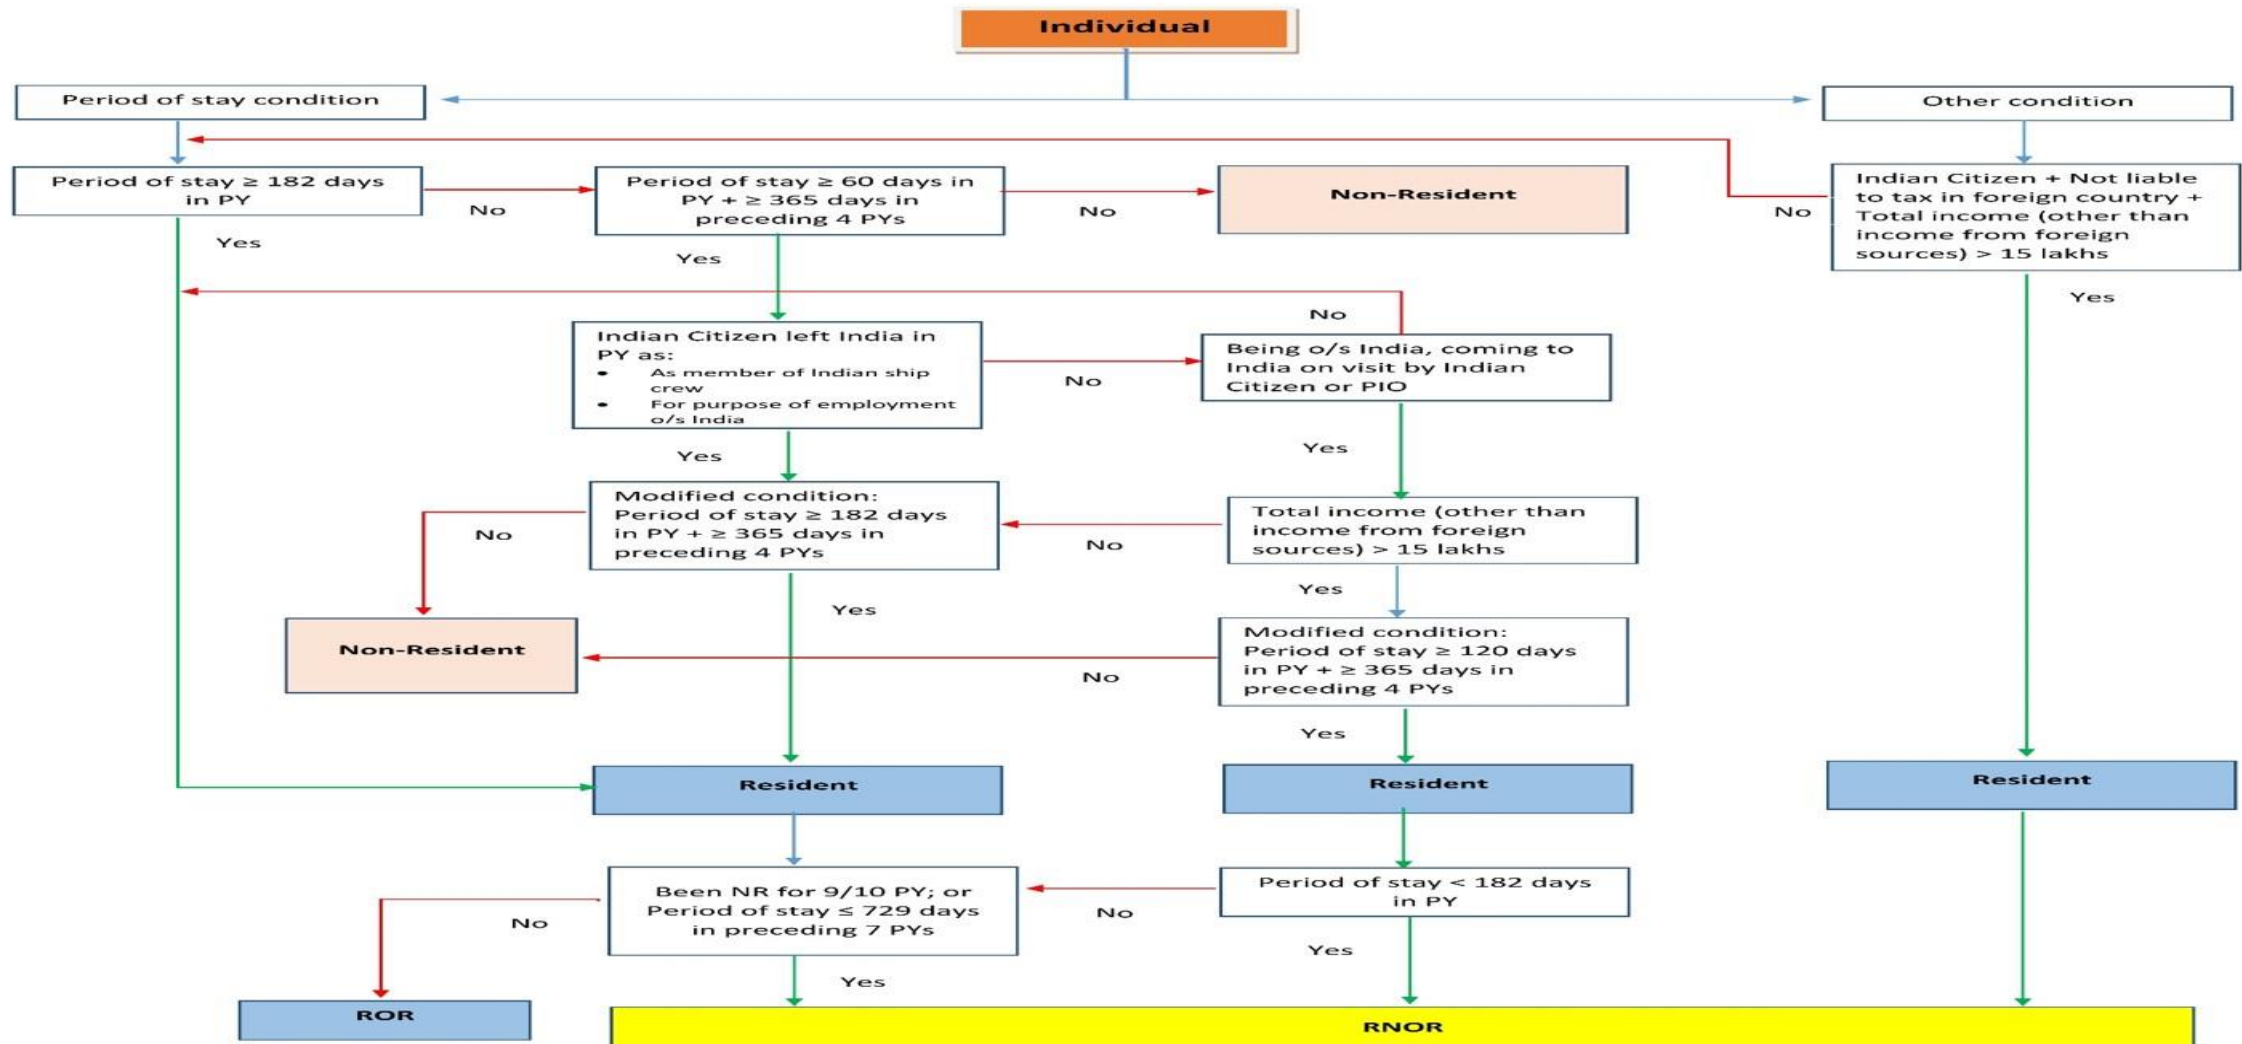 Individual
Period of stay condition
Other condition
Period of stay ≥ 182 days
in PY
No
Period of stay ≥ 60 days in
PY + ≥ 365 days in
preceding 4 PYs
No
Non-Resident
No
Indian Citizen + Not liable
to tax in foreign country +
Total income (other than
income from foreign
sources) > 15 lakhs
Yes
Yes
Yes
No
Indian Citizen left India in
PY as:
• As member of Indian ship
crew
• For purpose of employment
o/s India
No
Being o/s India, coming to
India on visit by Indian
Citizen or PIO
Yes
Yes
Modified condition:
Period of stay ≥ 182 days
in PY + ≥ 365 days in
preceding 4 PYs
No
No
Total income (other than
income from foreign
sources) > 15 lakhs
Yes
Yes
Non-Resident
No
Modified condition:
Period of stay ≥ 120 days
in PY + ≥ 365 days in
preceding 4 PYs
Yes
Resident
Resident
Resident
Been NR for 9/10 PY; or
Period of stay ≤ 729 days
in preceding 7 PYs
No
No
Period of stay < 182 days
in PY
Yes
Yes
ROR
RNOR